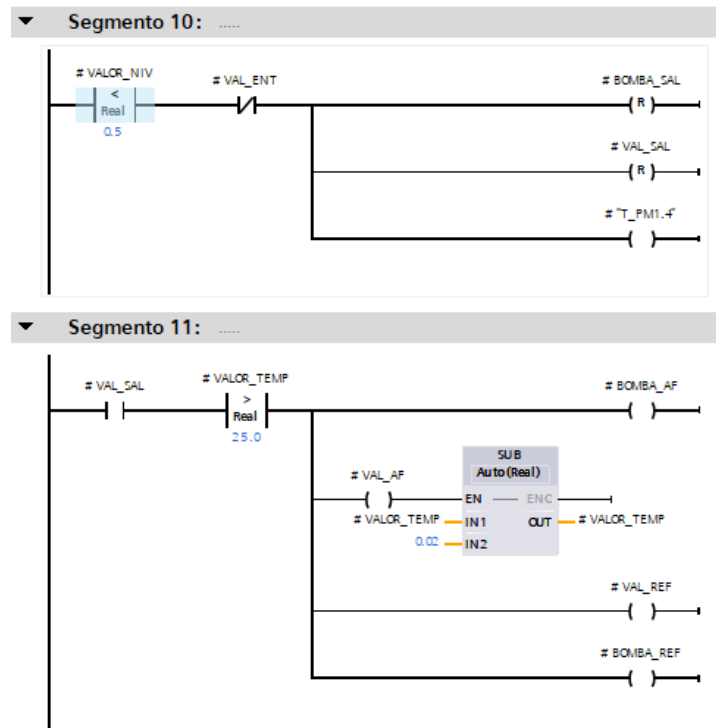 Segmento 10: .....
# VALOR_NIV
# VAL_ENT
# BOMBA_SAL
<
Real
0.5
R
# VAL_SAL
R
# "T_PM1.4"
Segmento 11: .....
# VAL_SAL
# VALOR_TEMP
# BOMBA_AF
>
Real
25.0
SUB
Auto(Real)
# VAL_AF
EN
ENO
# VALOR_TEMP
IN1
OUT
# VALOR_TEMP
0.02
IN2
# VAL_REF
# BOMBA_REF